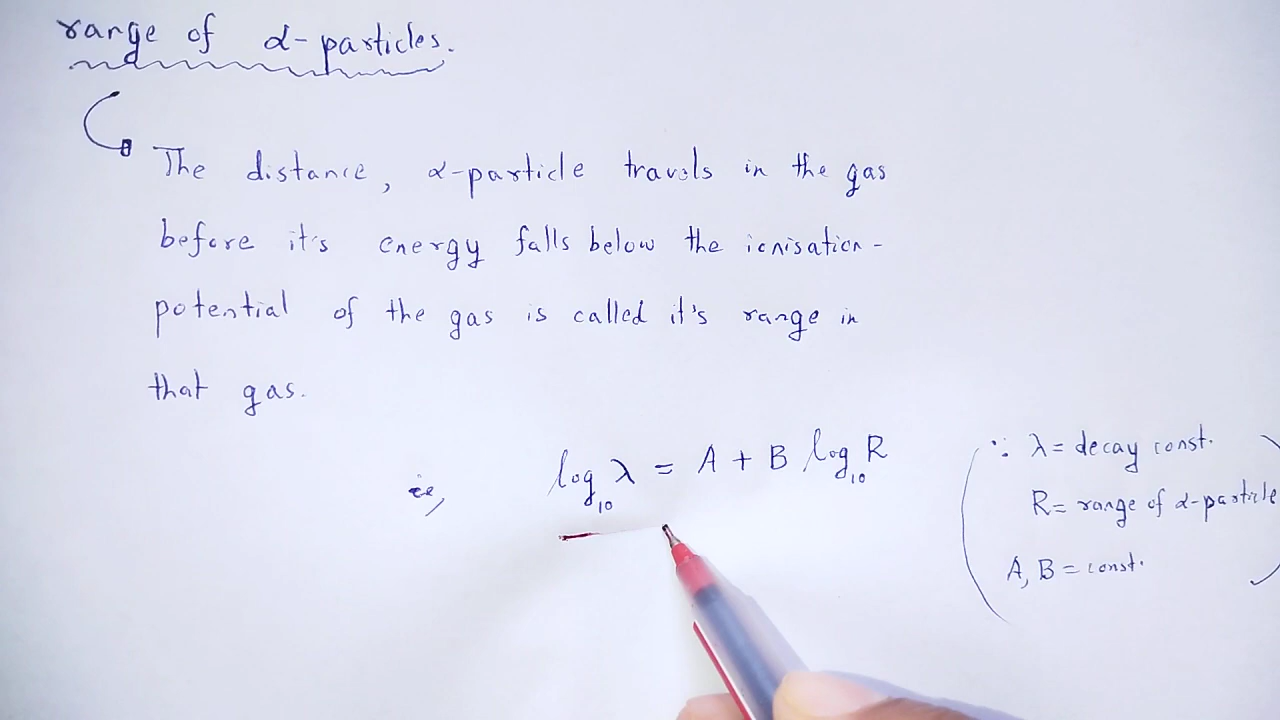 range of α-particles.
The distance, α-particle travels in the gas
before it's energy falls below the ionisation-
potential of the gas is called it's range in
that gas.
ie, log₁₀ λ = A + B log₁₀ R
∵ λ = decay const.
R = range of α-particle
A, B = const.